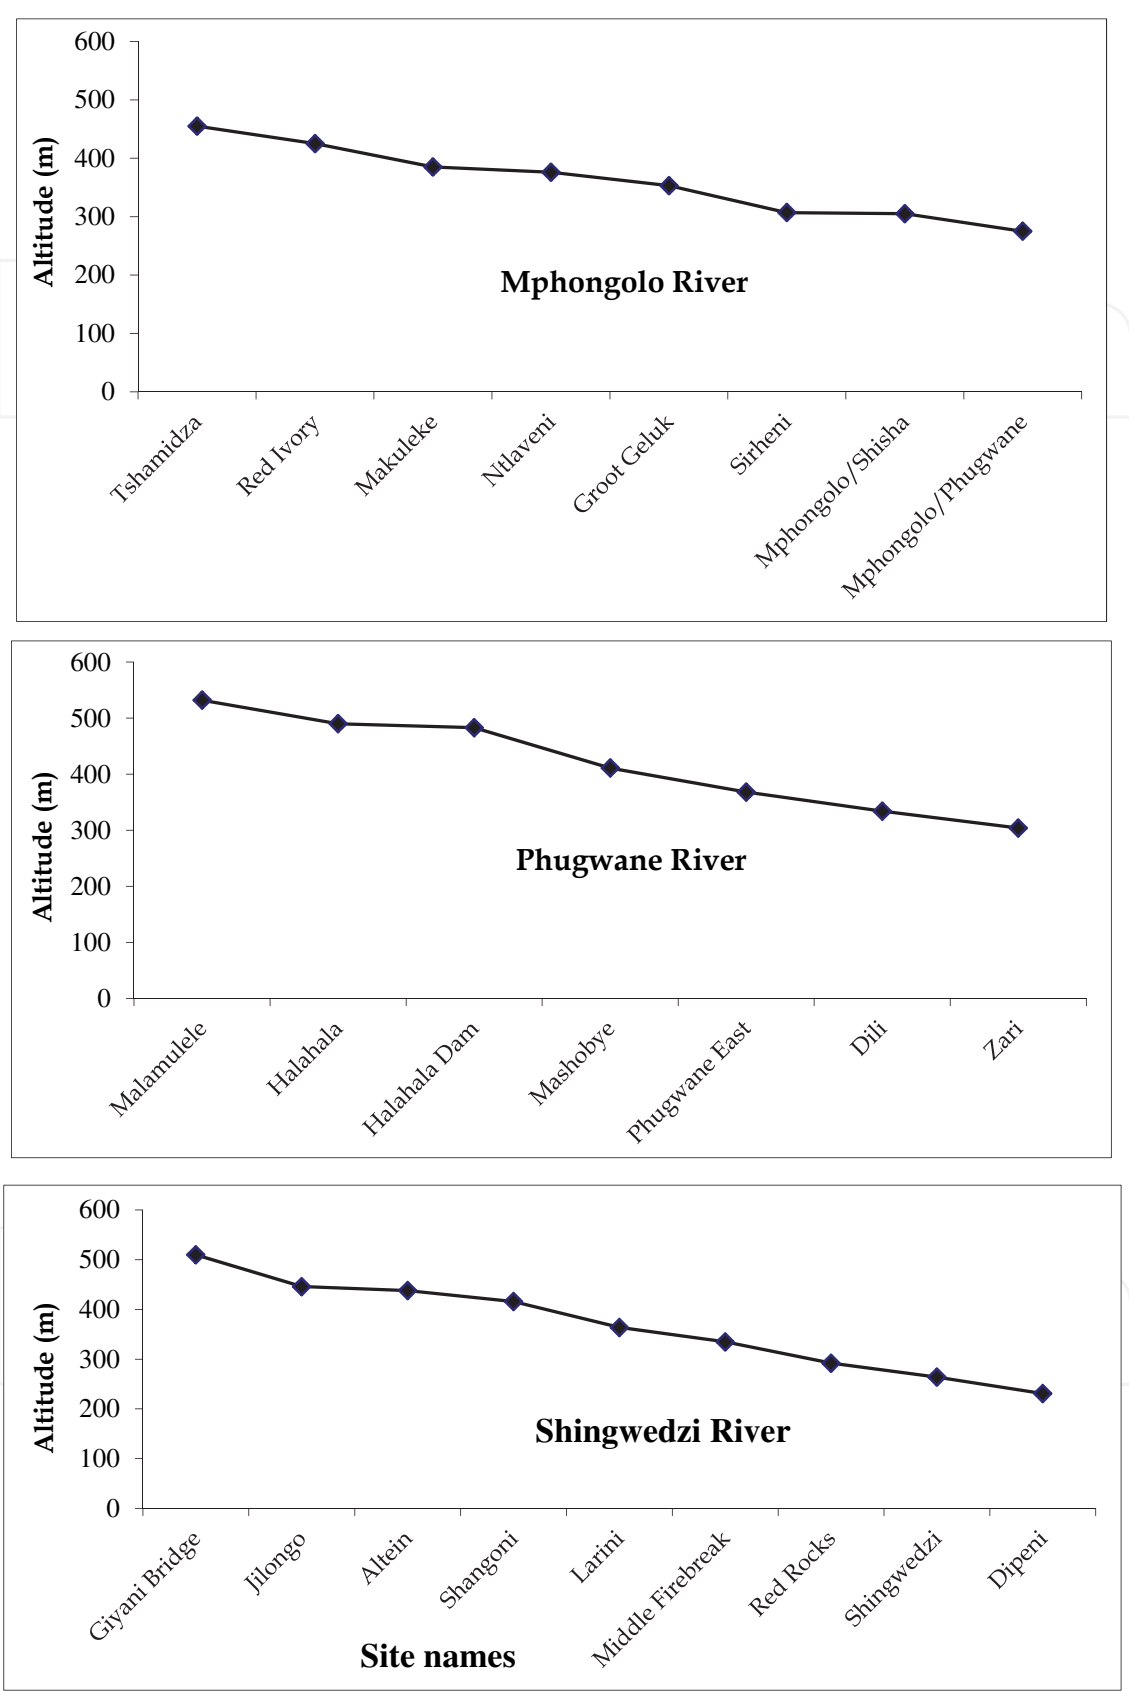 600
500
400
300
200
100
0
Altitude (m)
Mphongolo River
Tshamidza
Red Ivory
Makuleke
Ntlaveni
Groot Geluk
Sirheni
Mphongolo/Shisha
Mphongolo/Phugwane
600
500
400
300
200
100
0
Altitude (m)
Phugwane River
Malamulele
Halahala
Halahala Dam
Mashobye
Phugwane East
Dili
Zari
600
500
400
300
200
100
0
Altitude (m)
Shingwedzi River
Giyani Bridge
Jilongo
Altein
Shangoni
Larini
Middle Firebreak
Red Rocks
Shingwedzi
Dipeni
Site names